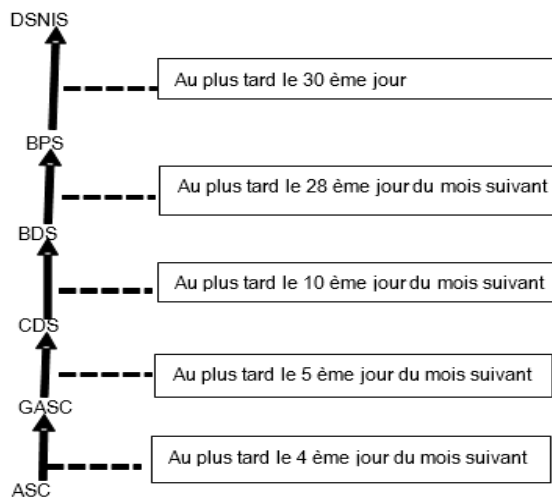 DSNIS
Au plus tard le 30 ème jour
BPS
Au plus tard le 28 ème jour du mois suivant
BDS
Au plus tard le 10 ème jour du mois suivant
CDS
Au plus tard le 5 ème jour du mois suivant
GASC
Au plus tard le 4 ème jour du mois suivant
ASC